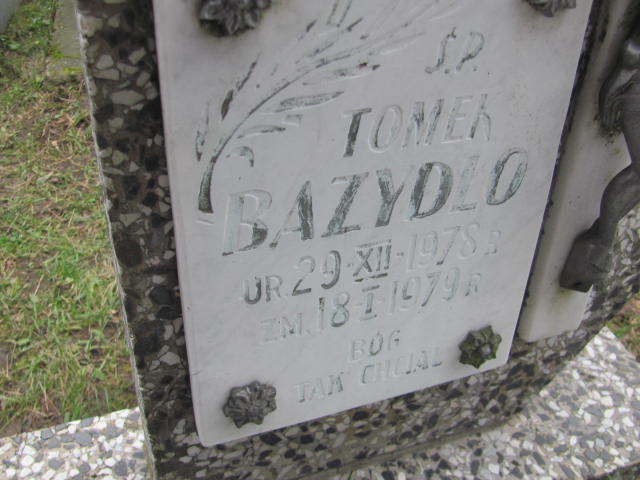 Ś.P.
TOMEK
BAZYDŁO
UR. 29-XII-1978 R
ZM. 18-I-1979 R
BÓG
TAK CHCIAŁ